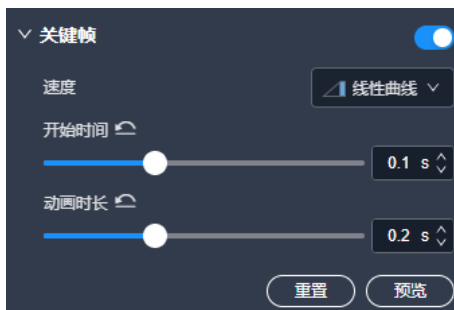 关键帧
速度 线性曲线
开始时间
0.1 s
动画时长
0.2 s
重置 预览